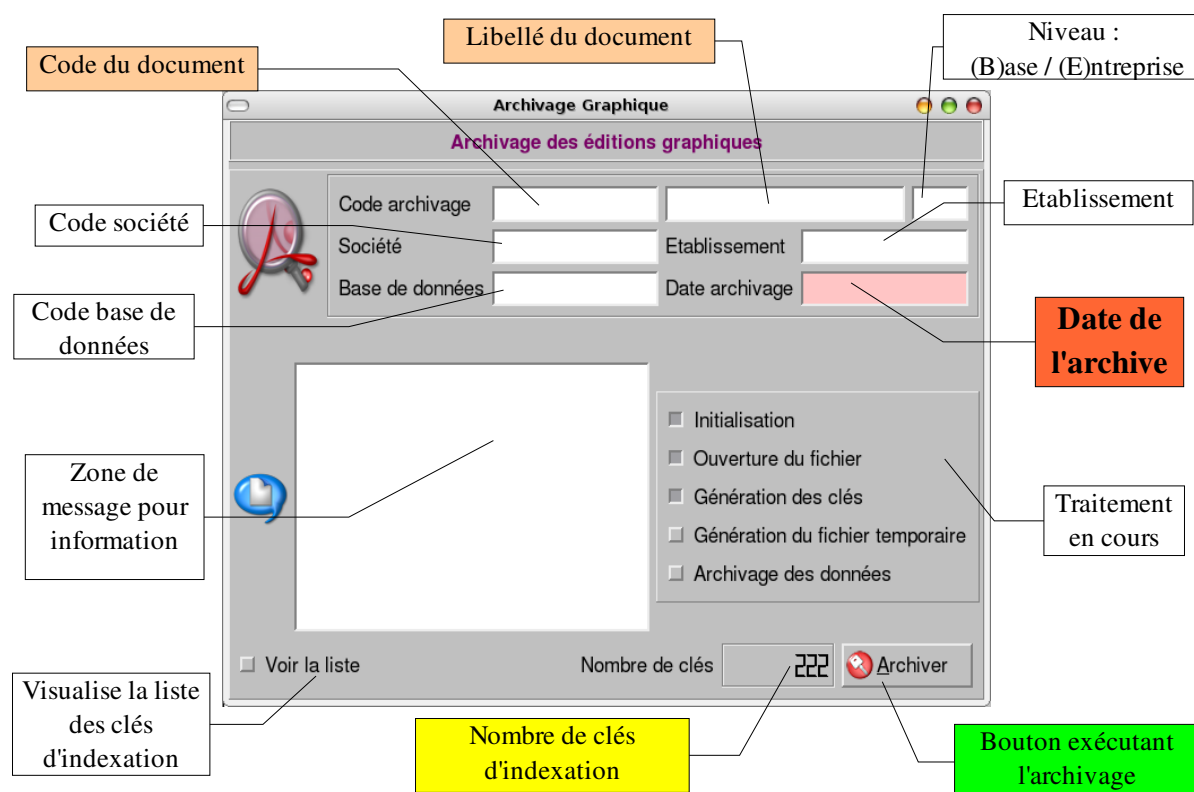 Libellé du document
Niveau :
(B)ase / (E)ntreprise
Code du document
Archivage Graphique
Archivage des éditions graphiques
Code archivage
Etablissement
Code société
Société
Etablissement
Base de données
Date archivage
Code base de
données
Date de
l'archive
Initialisation
Ouverture du fichier
Génération des clés
Génération du fichier temporaire
Archivage des données
Zone de
message pour
information
Traitement
en cours
Voir la liste
Nombre de clés
222
Archiver
Visualise la liste
des clés
d'indexation
Nombre de clés
d'indexation
Bouton exécutant
l'archivage